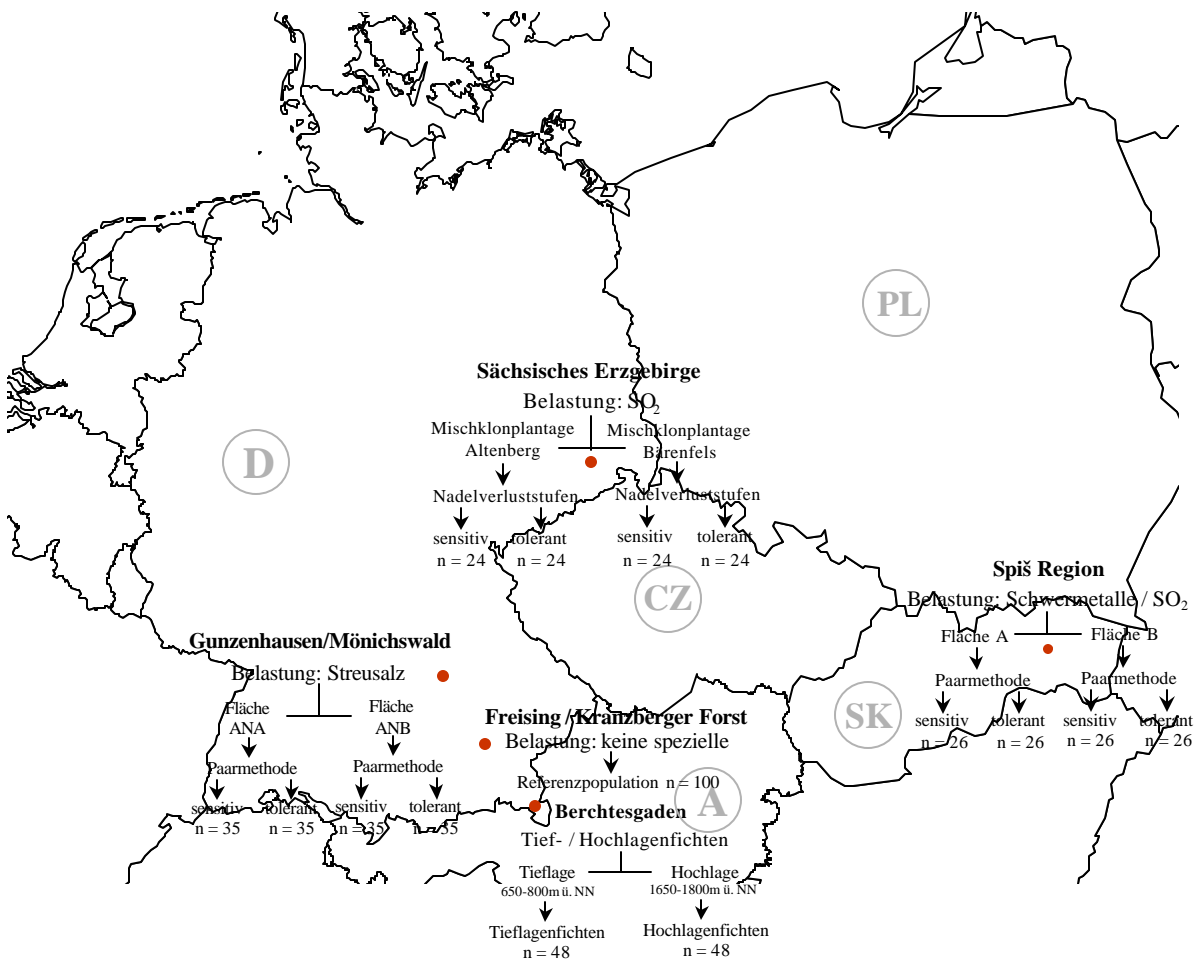 PL
Sächsisches Erzgebirge
Belastung: SO2
Mischklonplantage
Altenberg
Mischklonplantage
Bärenfels
D
Nadelverluststufen
Nadelverluststufen
sensitiv
n = 24
tolerant
n = 24
sensitiv
n = 24
tolerant
n = 24
CZ
Spiš Region
Belastung: Schwermetalle / SO2
Fläche A
Fläche B
Paarmethode
Paarmethode
sensitiv
n = 26
tolerant
n = 26
sensitiv
n = 26
tolerant
n = 26
SK
Gunzenhausen/Mönichswald
Belastung: Streusalz
Fläche
ANA
Fläche
ANB
Paarmethode
Paarmethode
sensitiv
n = 35
tolerant
n = 35
sensitiv
n = 35
tolerant
n = 35
Freising / Kranzberger Forst
Belastung: keine spezielle
Referenzpopulation n = 100
A
Berchtesgaden
Tief- / Hochlagenfichten
Tieflage
650-800m ü. NN
Hochlage
1650-1800m ü. NN
Tieflagenfichten
n = 48
Hochlagenfichten
n = 48